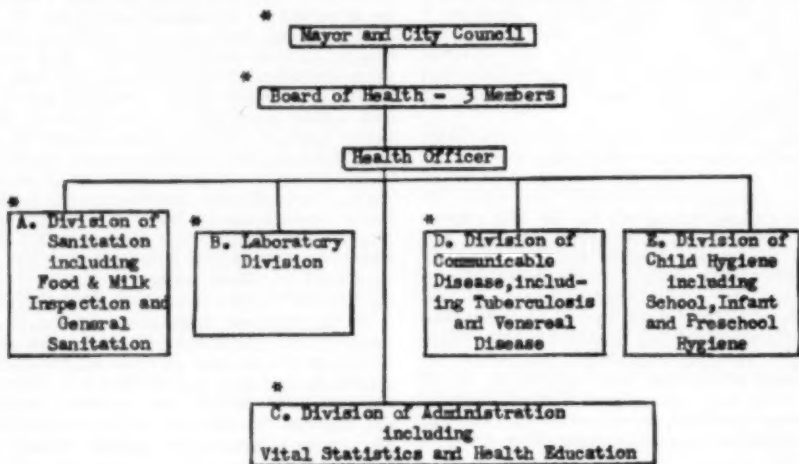 *
Mayor and City Council
*
Board of Health - 3 Members
Health Officer
*
A. Division of
Sanitation
including
Food & Milk
Inspection and
General
Sanitation
*
B. Laboratory
Division
*
D. Division of
Communicable
Disease, includ-
ing Tuberculosis
and Venereal
Disease
E. Division of
Child Hygiene
including
School, Infant
and Preschool
Hygiene
*
C. Division of Administration
including
Vital Statistics and Health Education